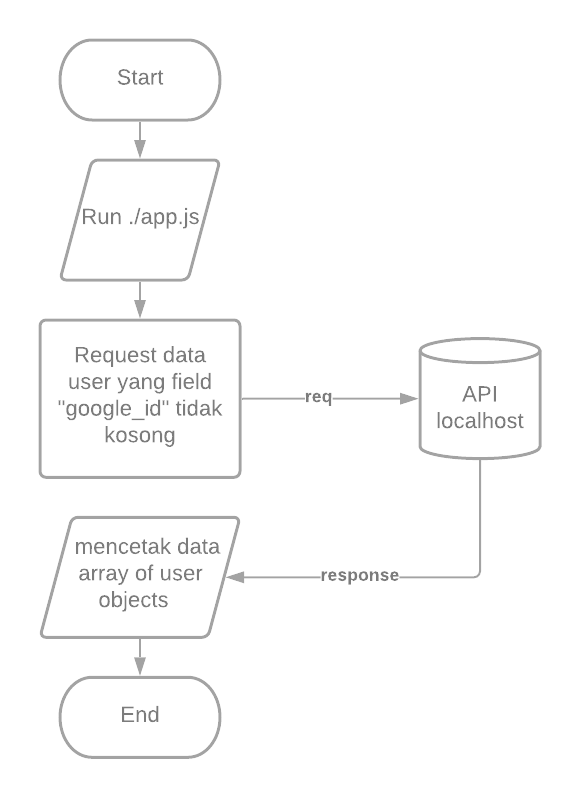 Start
Run ./app.js
Request data
user yang field
"google_id" tidak
kosong
req
API
localhost
response
mencetak data
array of user
objects
End